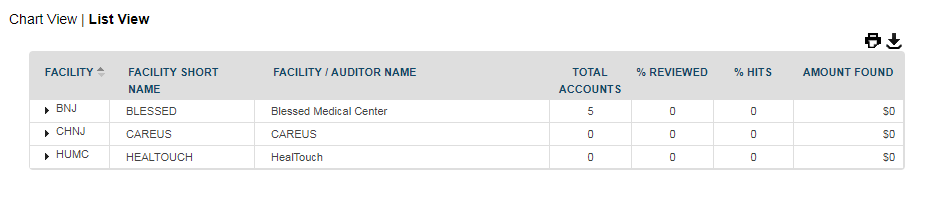 Chart View | List View
FACILITY FACILITY SHORT NAME FACILITY / AUDITOR NAME TOTAL ACCOUNTS % REVIEWED % HITS AMOUNT FOUND
BNJ BLESSED Blessed Medical Center 5 0 0 $0
CHNJ CAREUS CAREUS 0 0 0 $0
HUMC HEALTOUCH HealTouch 0 0 0 $0